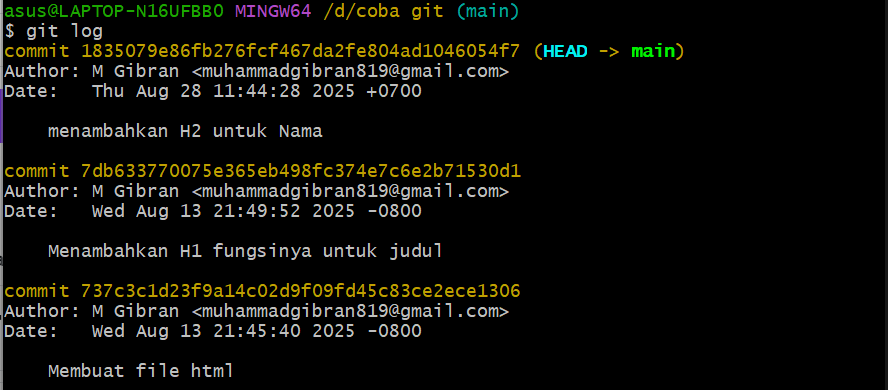 asus@LAPTOP-N16UFBB0 MINGW64 /d/coba git (main)
$ git log
commit 1835079e86fb276fcf467da2fe804ad1046054f7 (HEAD -> main)
Author: M Gibran <muhammadgibran819@gmail.com>
Date:   Thu Aug 28 11:44:28 2025 +0700
    menambahkan H2 untuk Nama
commit 7db633770075e365eb498fc374e7c6e2b71530d1
Author: M Gibran <muhammadgibran819@gmail.com>
Date:   Wed Aug 13 21:49:52 2025 -0800
    Menambahkan H1 fungsinya untuk judul
commit 737c3c1d23f9a14c02d9f09fd45c83ce2ece1306
Author: M Gibran <muhammadgibran819@gmail.com>
Date:   Wed Aug 13 21:45:40 2025 -0800
    Membuat file html